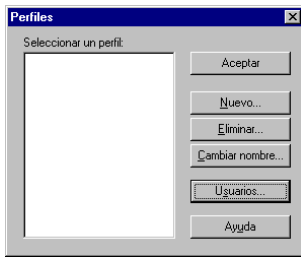 Perfiles
Seleccionar un perfil:
Aceptar
Nuevo...
Eliminar...
Cambiar nombre...
Usuarios...
Ayuda